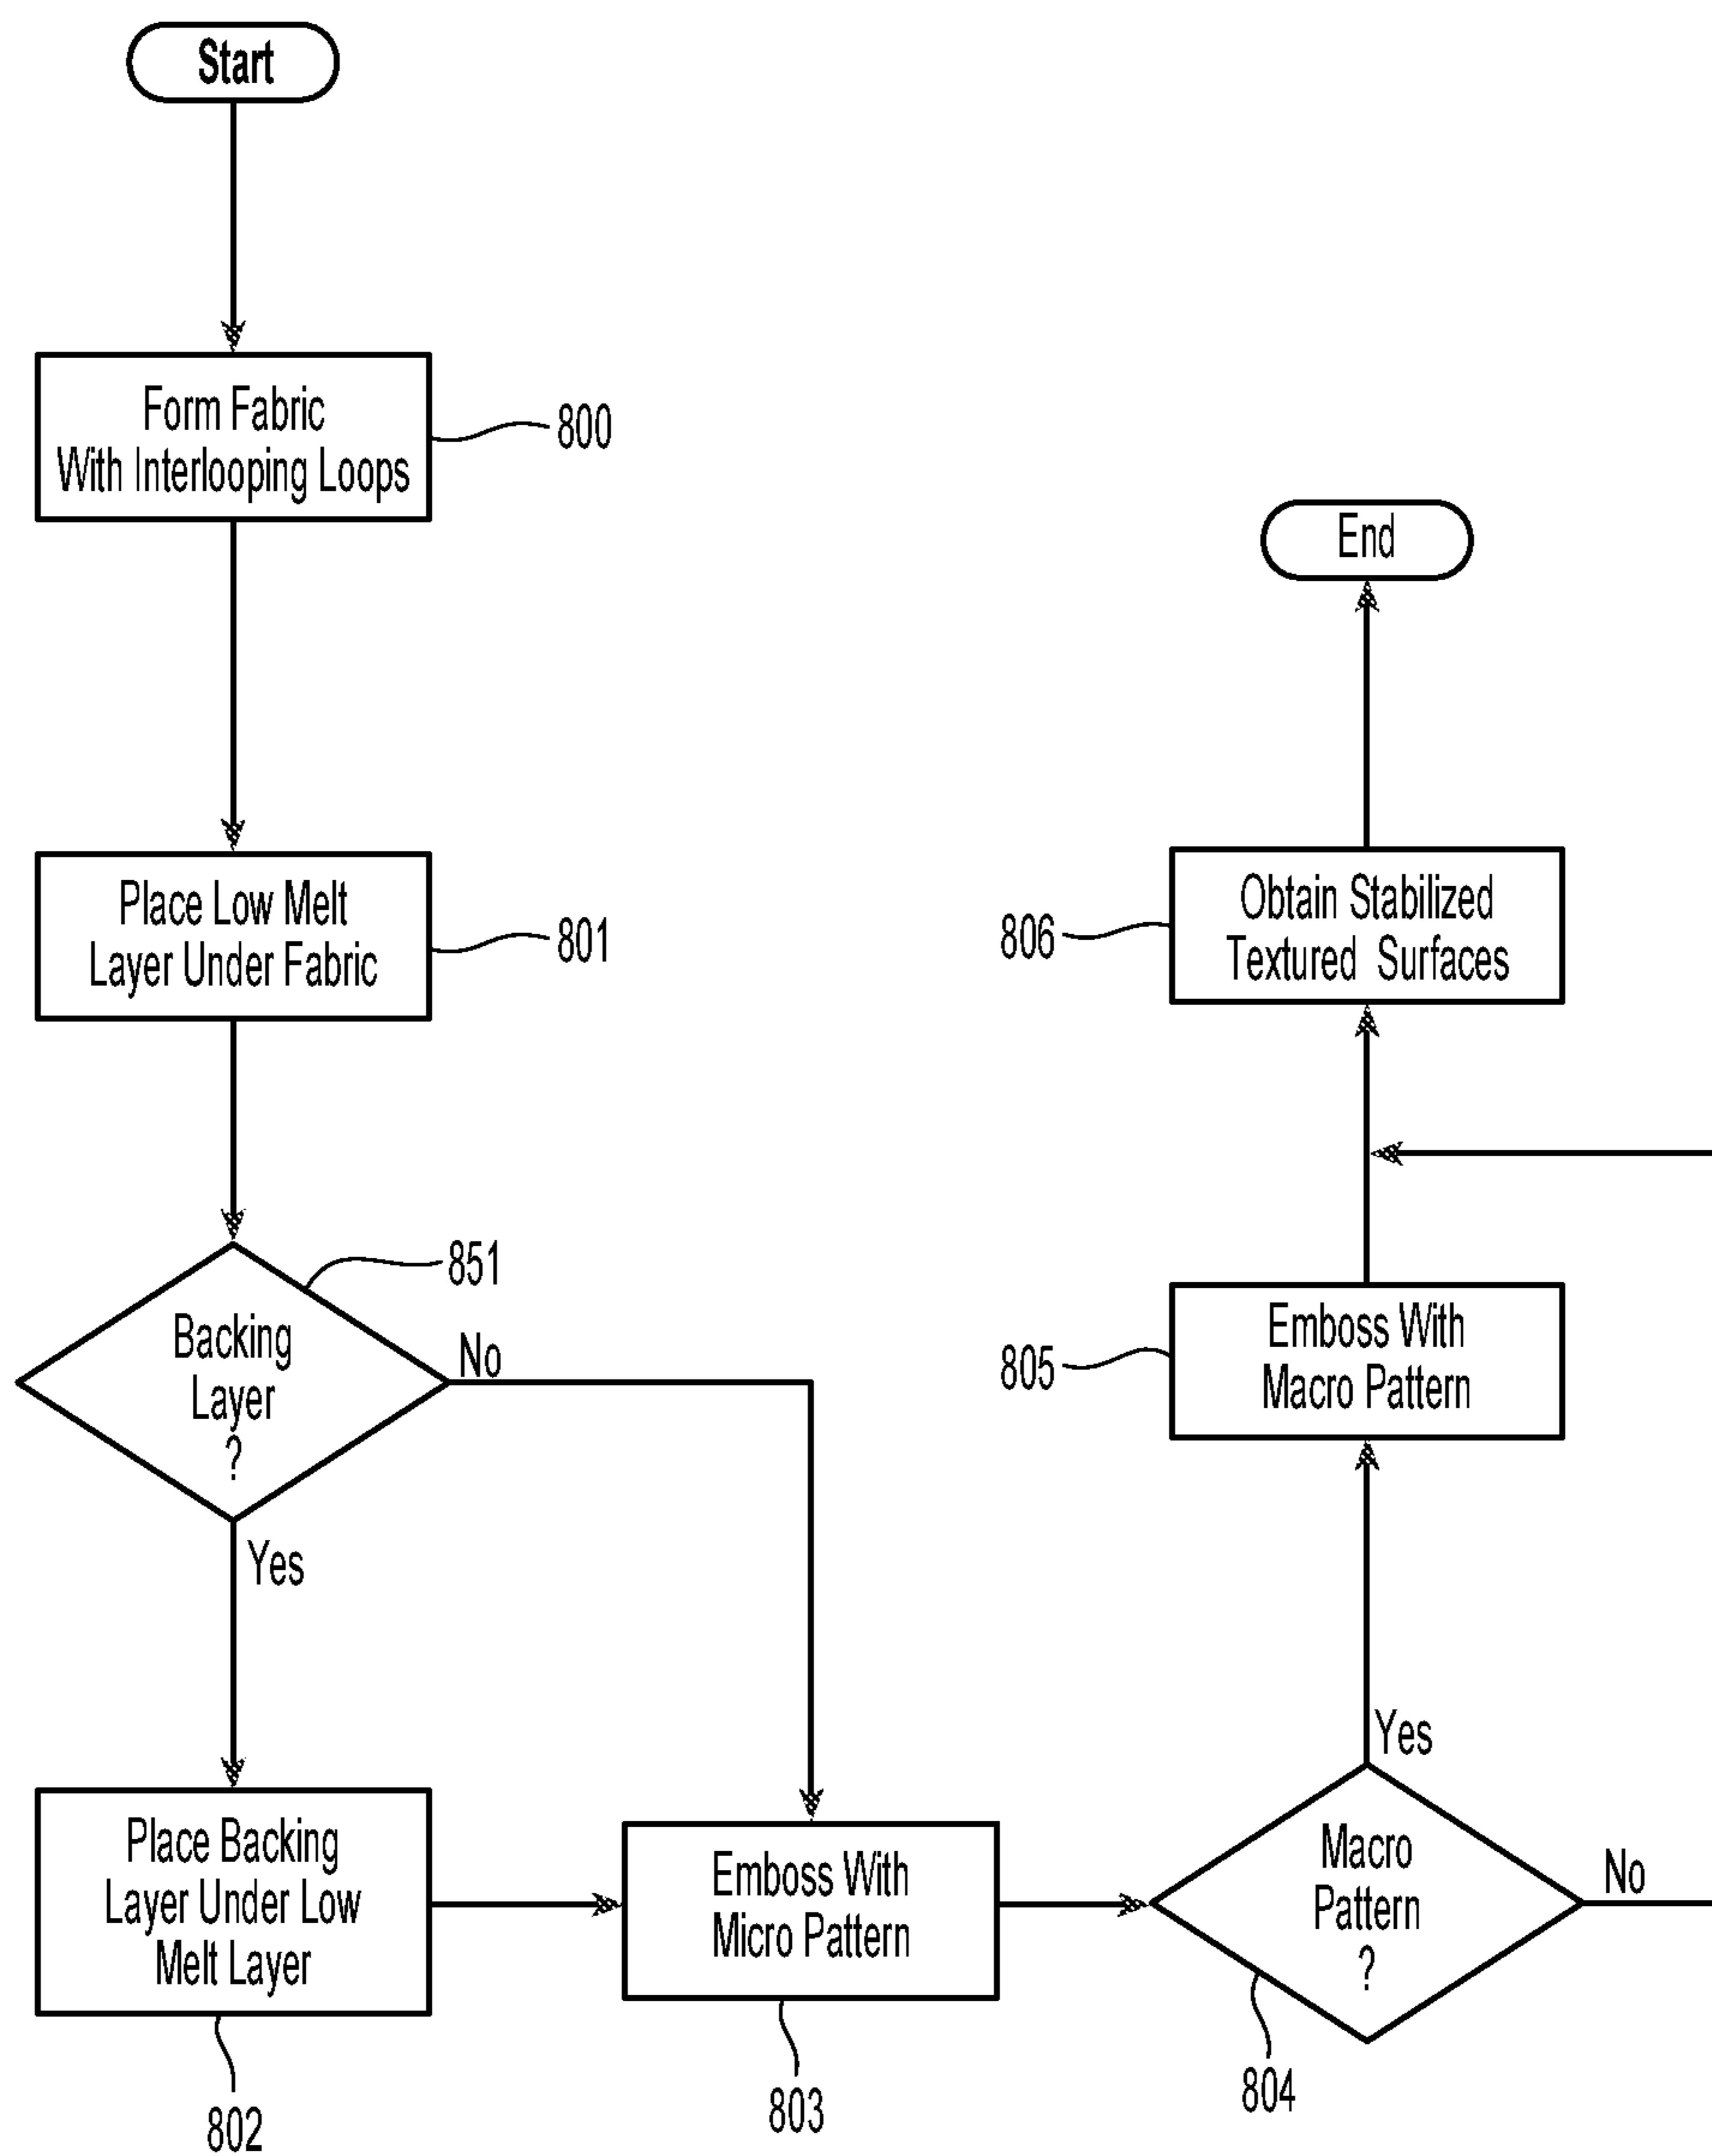 Start
Form Fabric
With Interlooping Loops
800
Place Low Melt
Layer Under Fabric
801
851
Backing
Layer
?
No
Yes
Place Backing
Layer Under Low
Melt Layer
802
Emboss With
Micro Pattern
803
Macro
Pattern
?
804
No
Yes
Emboss With
Macro Pattern
805
Obtain Stabilized
Textured Surfaces
806
End